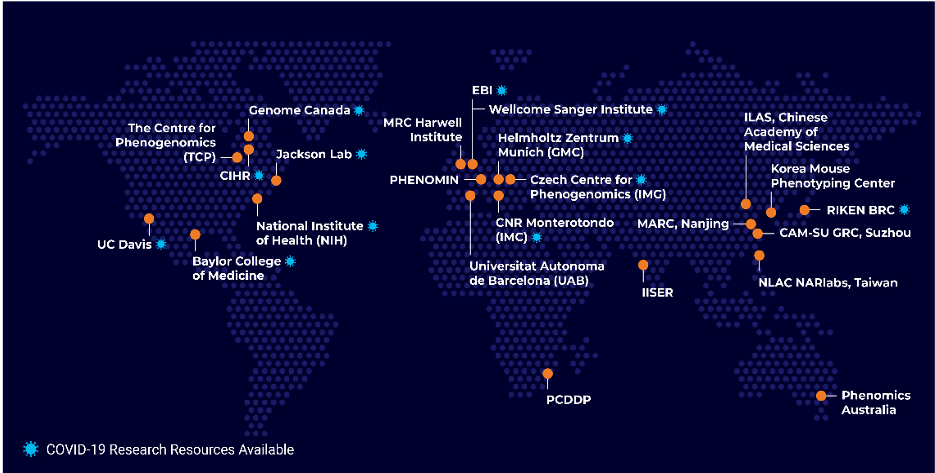 EBI
Genome Canada
Wellcome Sanger Institute
The Centre for
Phenogenomics
(TCP)
MRC Harwell
Institute
Helmholtz Zentrum
Munich (GMC)
ILAS, Chinese
Academy of
Medical Sciences
Jackson Lab
CIHR
PHENOMIN
Czech Centre for
Phenogenomics (IMG)
Korea Mouse
Phenotyping Center
RIKEN BRC
National Institute
of Health (NIH)
CNR Monterotondo
(IMC)
MARC, Nanjing
CAM-SU GRC, Suzhou
UC Davis
Baylor College
of Medicine
Universitat Autonoma
de Barcelona (UAB)
IISER
NLAC NARlabs, Taiwan
PCDDP
Phenomics
Australia
COVID-19 Research Resources Available